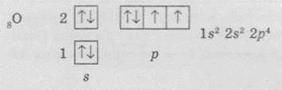 ₈O 2 ↑↓ ↑↓ ↑ ↑ 1s² 2s² 2p⁴
1 ↑↓
s p